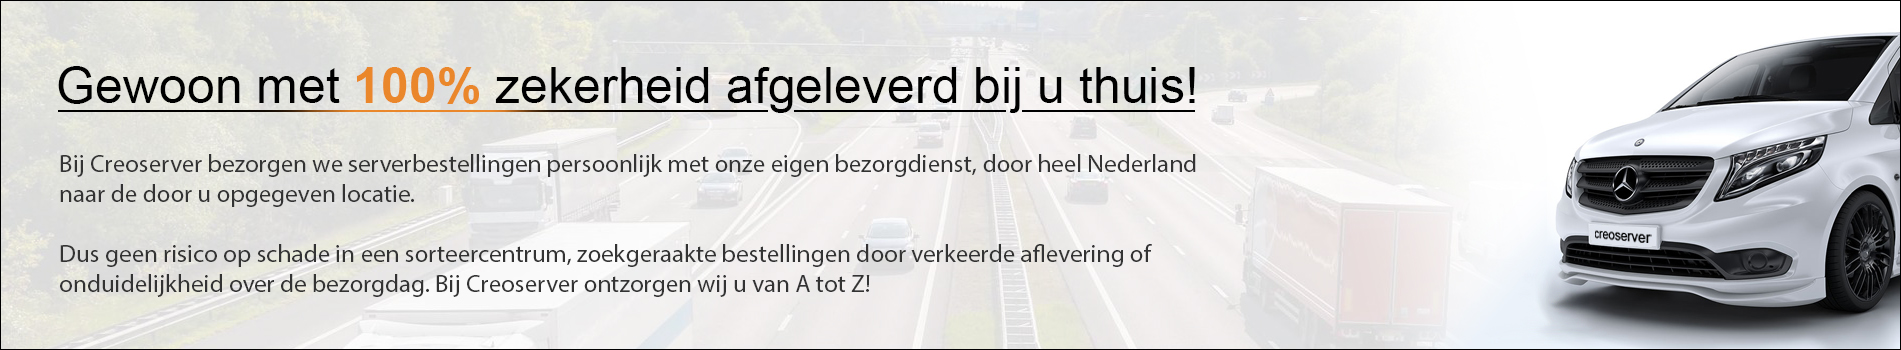 Gewoon met 100% zekerheid afgeleverd bij u thuis!
Bij Creoserver bezorgen we serverbestellingen persoonlijk met onze eigen bezorgdienst, door heel Nederland
naar de door u opgegeven locatie.
Dus geen risico op schade in een sorteercentrum, zoekgeraakte bestellingen door verkeerde aflevering of
onduidelijkheid over de bezorgdag. Bij Creoserver ontzorgen wij u van A tot Z!
creoserver